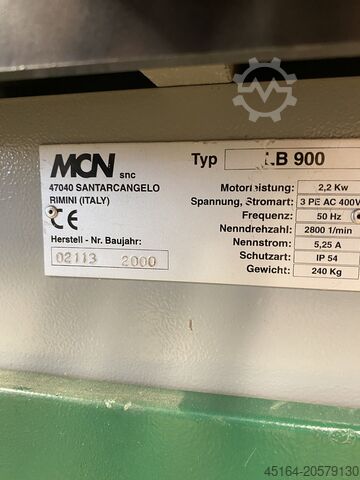 MCN snc
47040 SANTARCANGELO
RIMINI (ITALY)
CE
Herstell - Nr. Baujahr:
02113 2000
Typ LB 900
Motorleistung: 2,2 Kw
Spannung, Stromart: 3 PE AC 400V
Frequenz: 50 Hz
Nenndrehzahl: 2800 1/min
Nennstrom: 5,25 A
Schutzart: IP 54
Gewicht: 240 Kg
45164-20579130